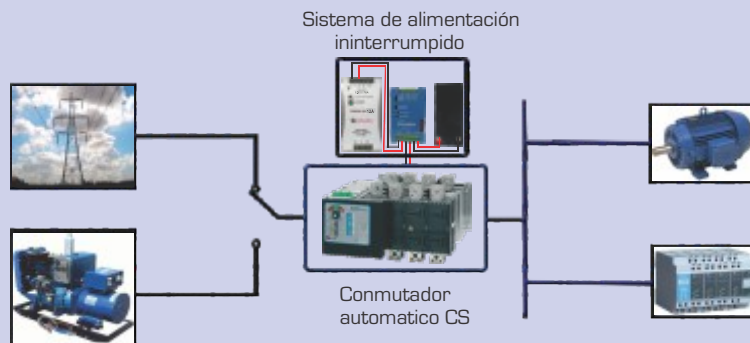 Sistema de alimentación
ininterrumpido
Conmutador
automatico CS